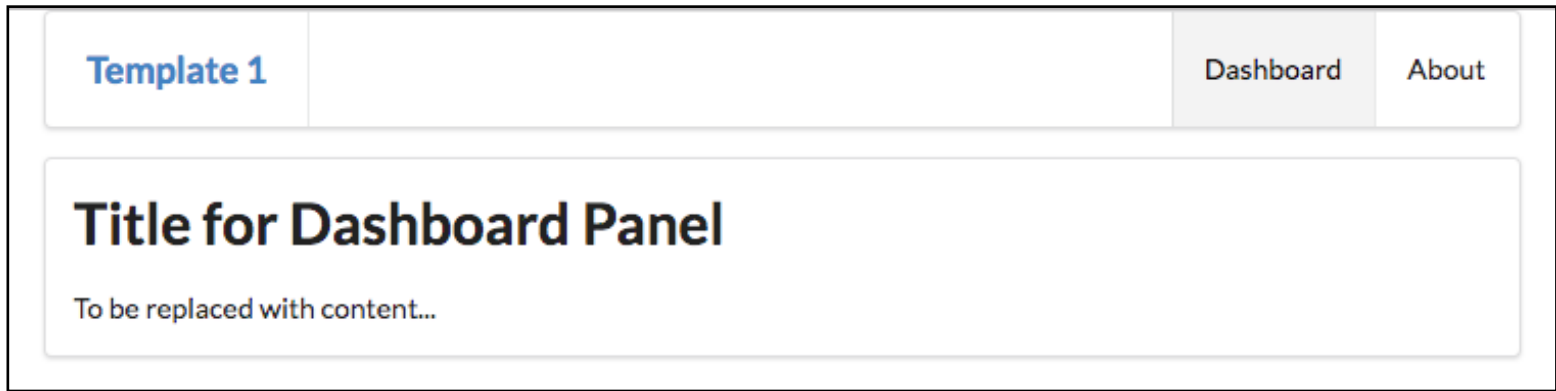 Template 1
Dashboard
About
Title for Dashboard Panel
To be replaced with content...